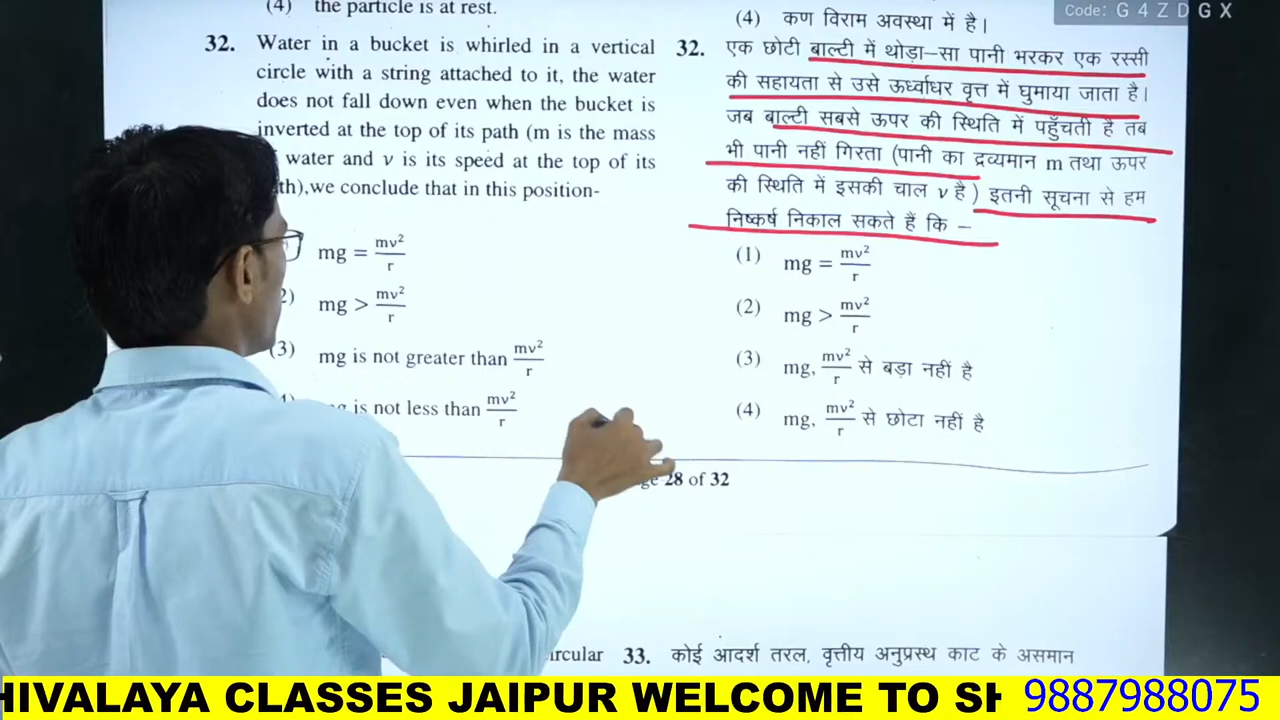 (4) the particle is at rest.
32. Water in a bucket is whirled in a vertical
circle with a string attached to it, the water
does not fall down even when the bucket is
inverted at the top of its path (m is the mass
water and v is its speed at the top of its
th),we conclude that in this position-
mg = mv²/r
2) mg > mv²/r
(3) mg is not greater than mv²/r
is not less than mv²/r
(4) कण विराम अवस्था में है।
32. एक छोटी बाल्टी में थोड़ा–सा पानी भरकर एक रस्सी
की सहायता से उसे ऊर्ध्वाधर वृत्त में घुमाया जाता है।
जब बाल्टी सबसे ऊपर की स्थिति में पहुँचती है तब
भी पानी नहीं गिरता (पानी का द्रव्यमान m तथा ऊपर
की स्थिति में इसकी चाल v है) इतनी सूचना से हम
निष्कर्ष निकाल सकते हैं कि –
(1) mg = mv²/r
(2) mg > mv²/r
(3) mg, mv²/r से बड़ा नहीं है
(4) mg, mv²/r से छोटा नहीं है
28 of 32
ircular
33. कोई आदर्श तरल, वृत्तीय अनुप्रस्थ काट के असमान
Code: G4ZDGX
HIVALAYA CLASSES JAIPUR WELCOME TO SH
9887988075